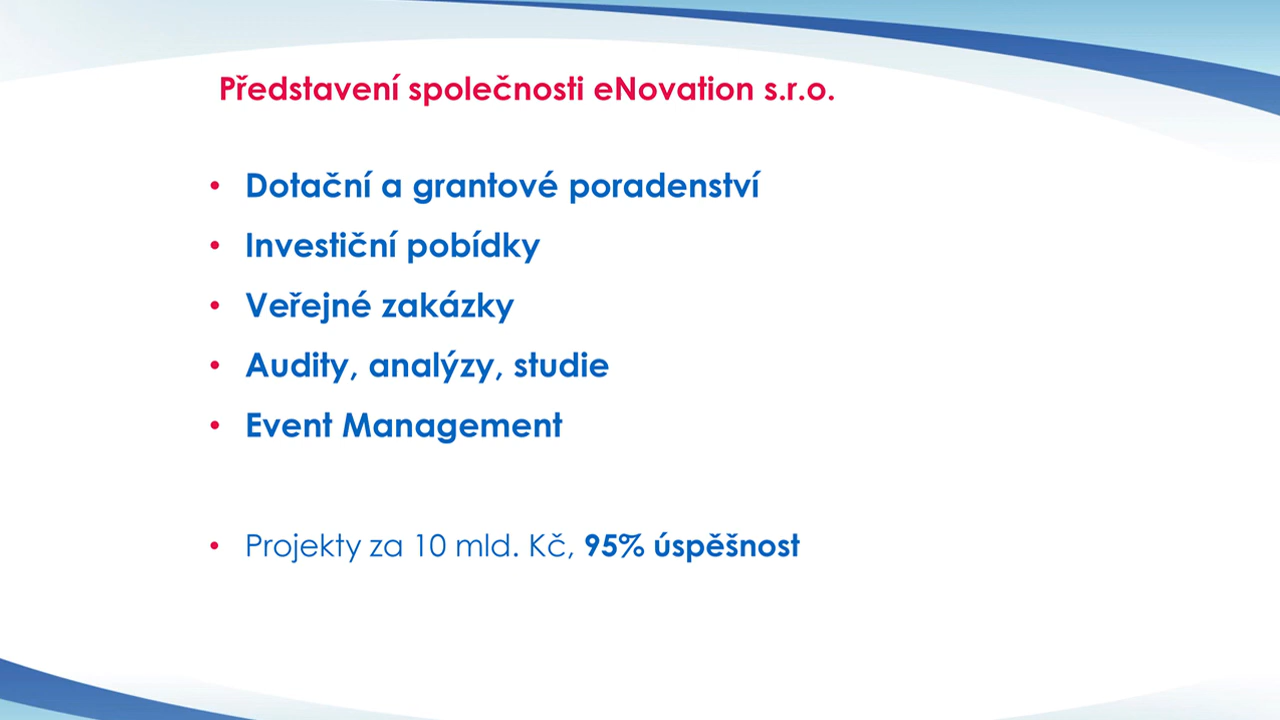 Představení společnosti eNovation s.r.o.
• Dotační a grantové poradenství
• Investiční pobídky
• Veřejné zakázky
• Audity, analýzy, studie
• Event Management
• Projekty za 10 mld. Kč, 95% úspěšnost